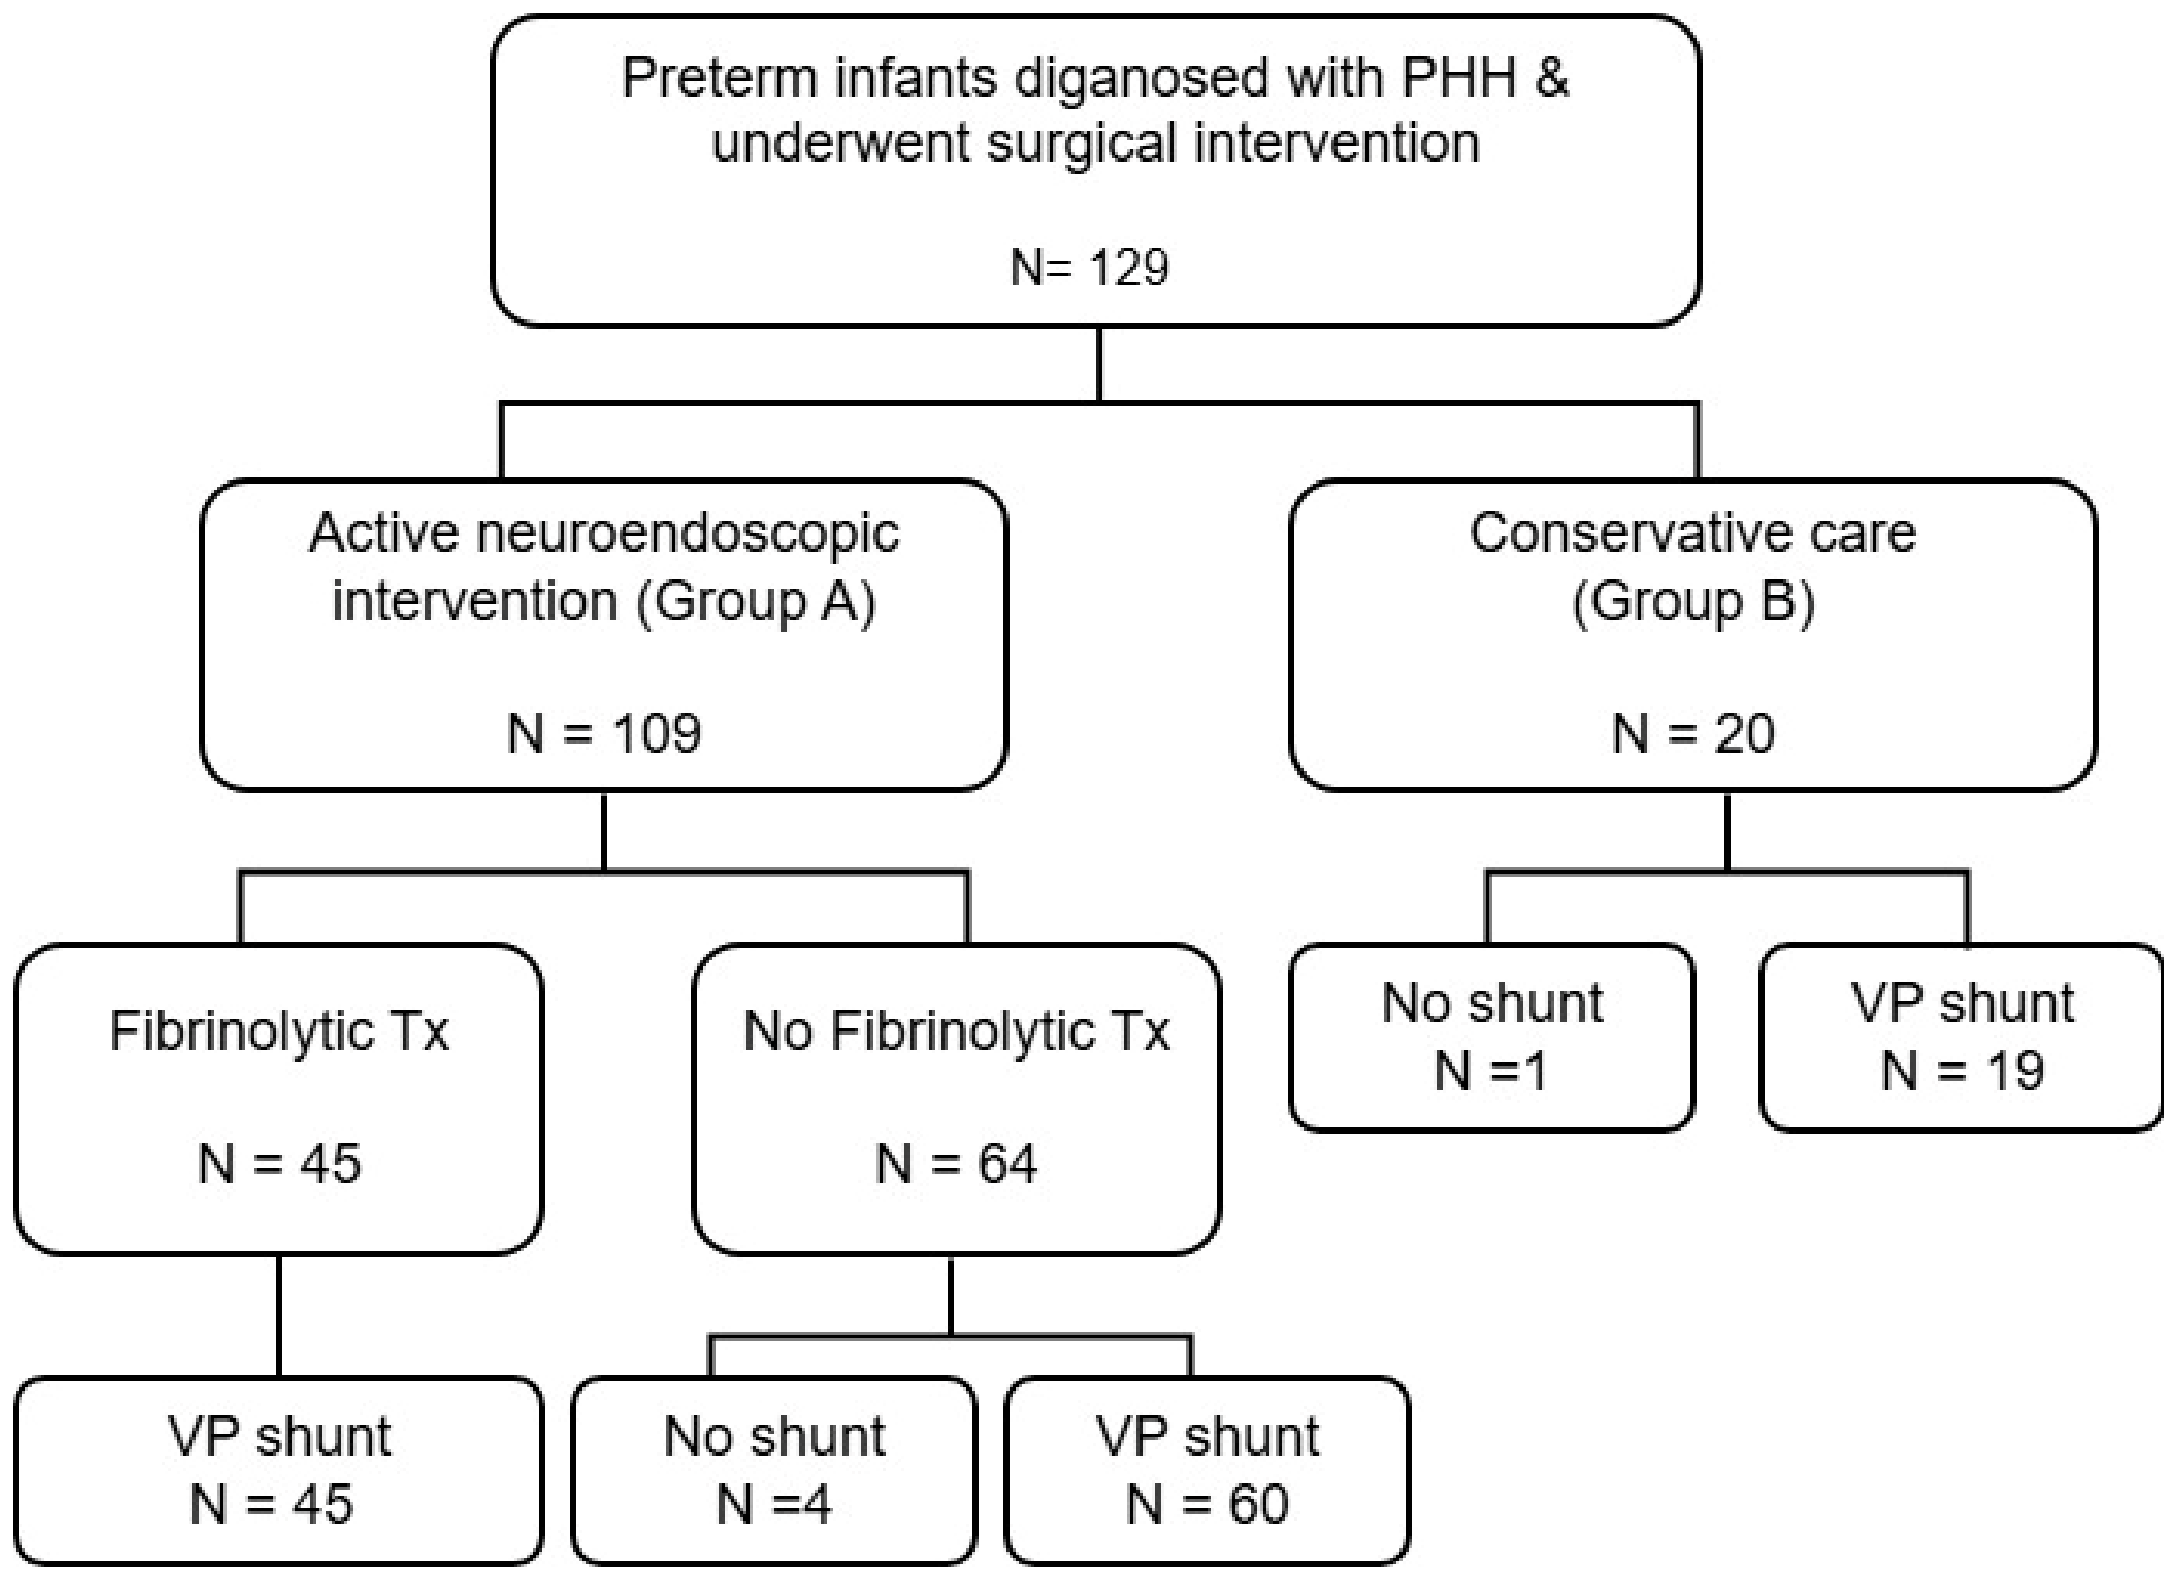 Preterm infants diganosed with PHH &
underwent surgical intervention
N= 129
Active neuroendoscopic
intervention (Group A)
N = 109
Conservative care
(Group B)
N = 20
Fibrinolytic Tx
N = 45
No Fibrinolytic Tx
N = 64
No shunt
N =1
VP shunt
N = 19
VP shunt
N = 45
No shunt
N =4
VP shunt
N = 60